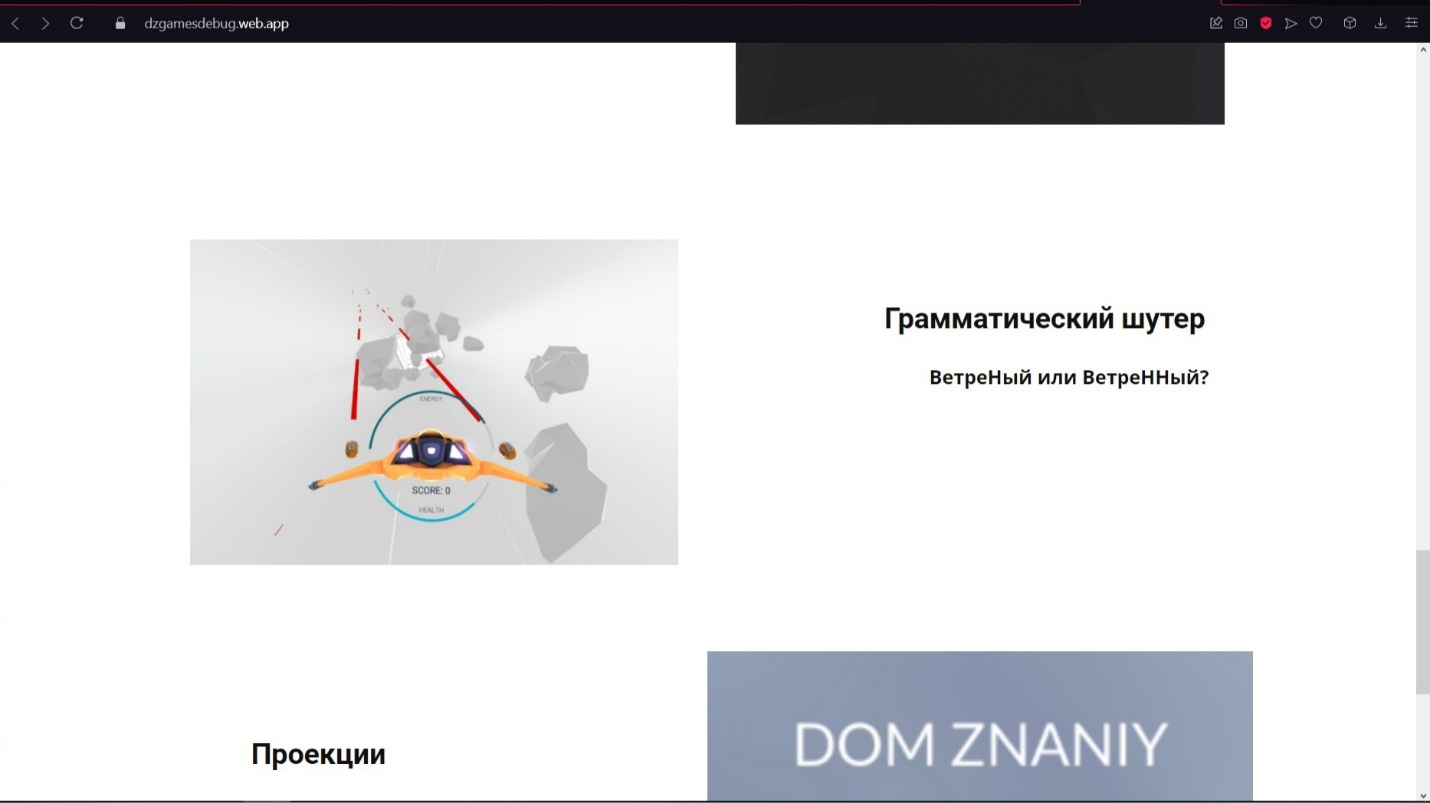 dzgamesdebug.web.app
Грамматический шутер
ВетреНый или ВетреННый?
ENERGY
SCORE: 0
HEALTH
DOM ZNANIY
Проекции